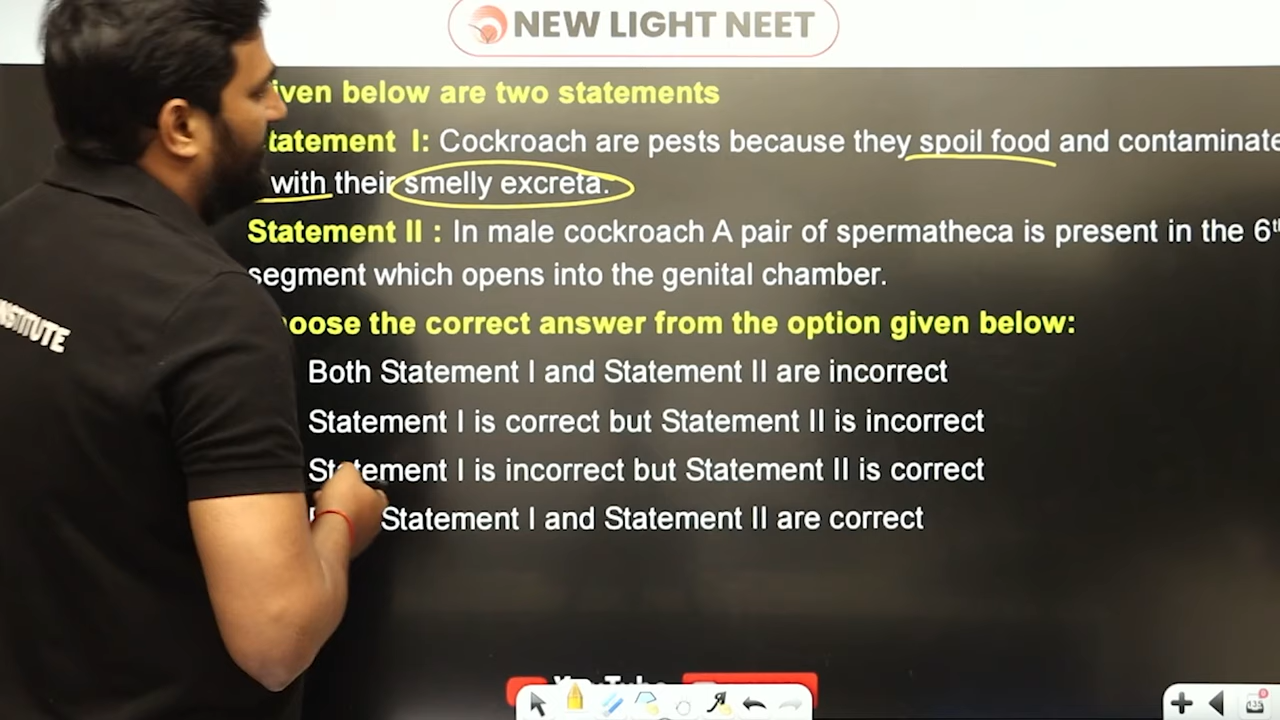 NEW LIGHT NEET
iven below are two statements
tatement I: Cockroach are pests because they spoil food and contaminate
with their smelly excreta.
Statement II : In male cockroach A pair of spermatheca is present in the 6th
segment which opens into the genital chamber.
oose the correct answer from the option given below:
Both Statement I and Statement II are incorrect
Statement I is correct but Statement II is incorrect
Statement I is incorrect but Statement II is correct
Statement I and Statement II are correct
NSTITUTE
YouTube